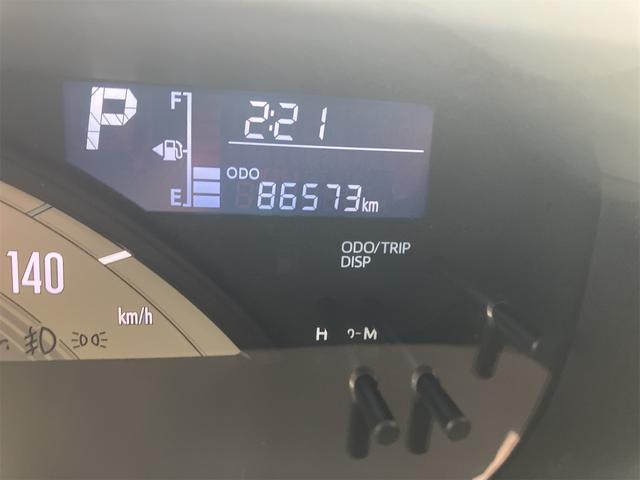 P
F
2:21
E
ODO
86573km
ODO/TRIP
DISP
140
km/h
H
M